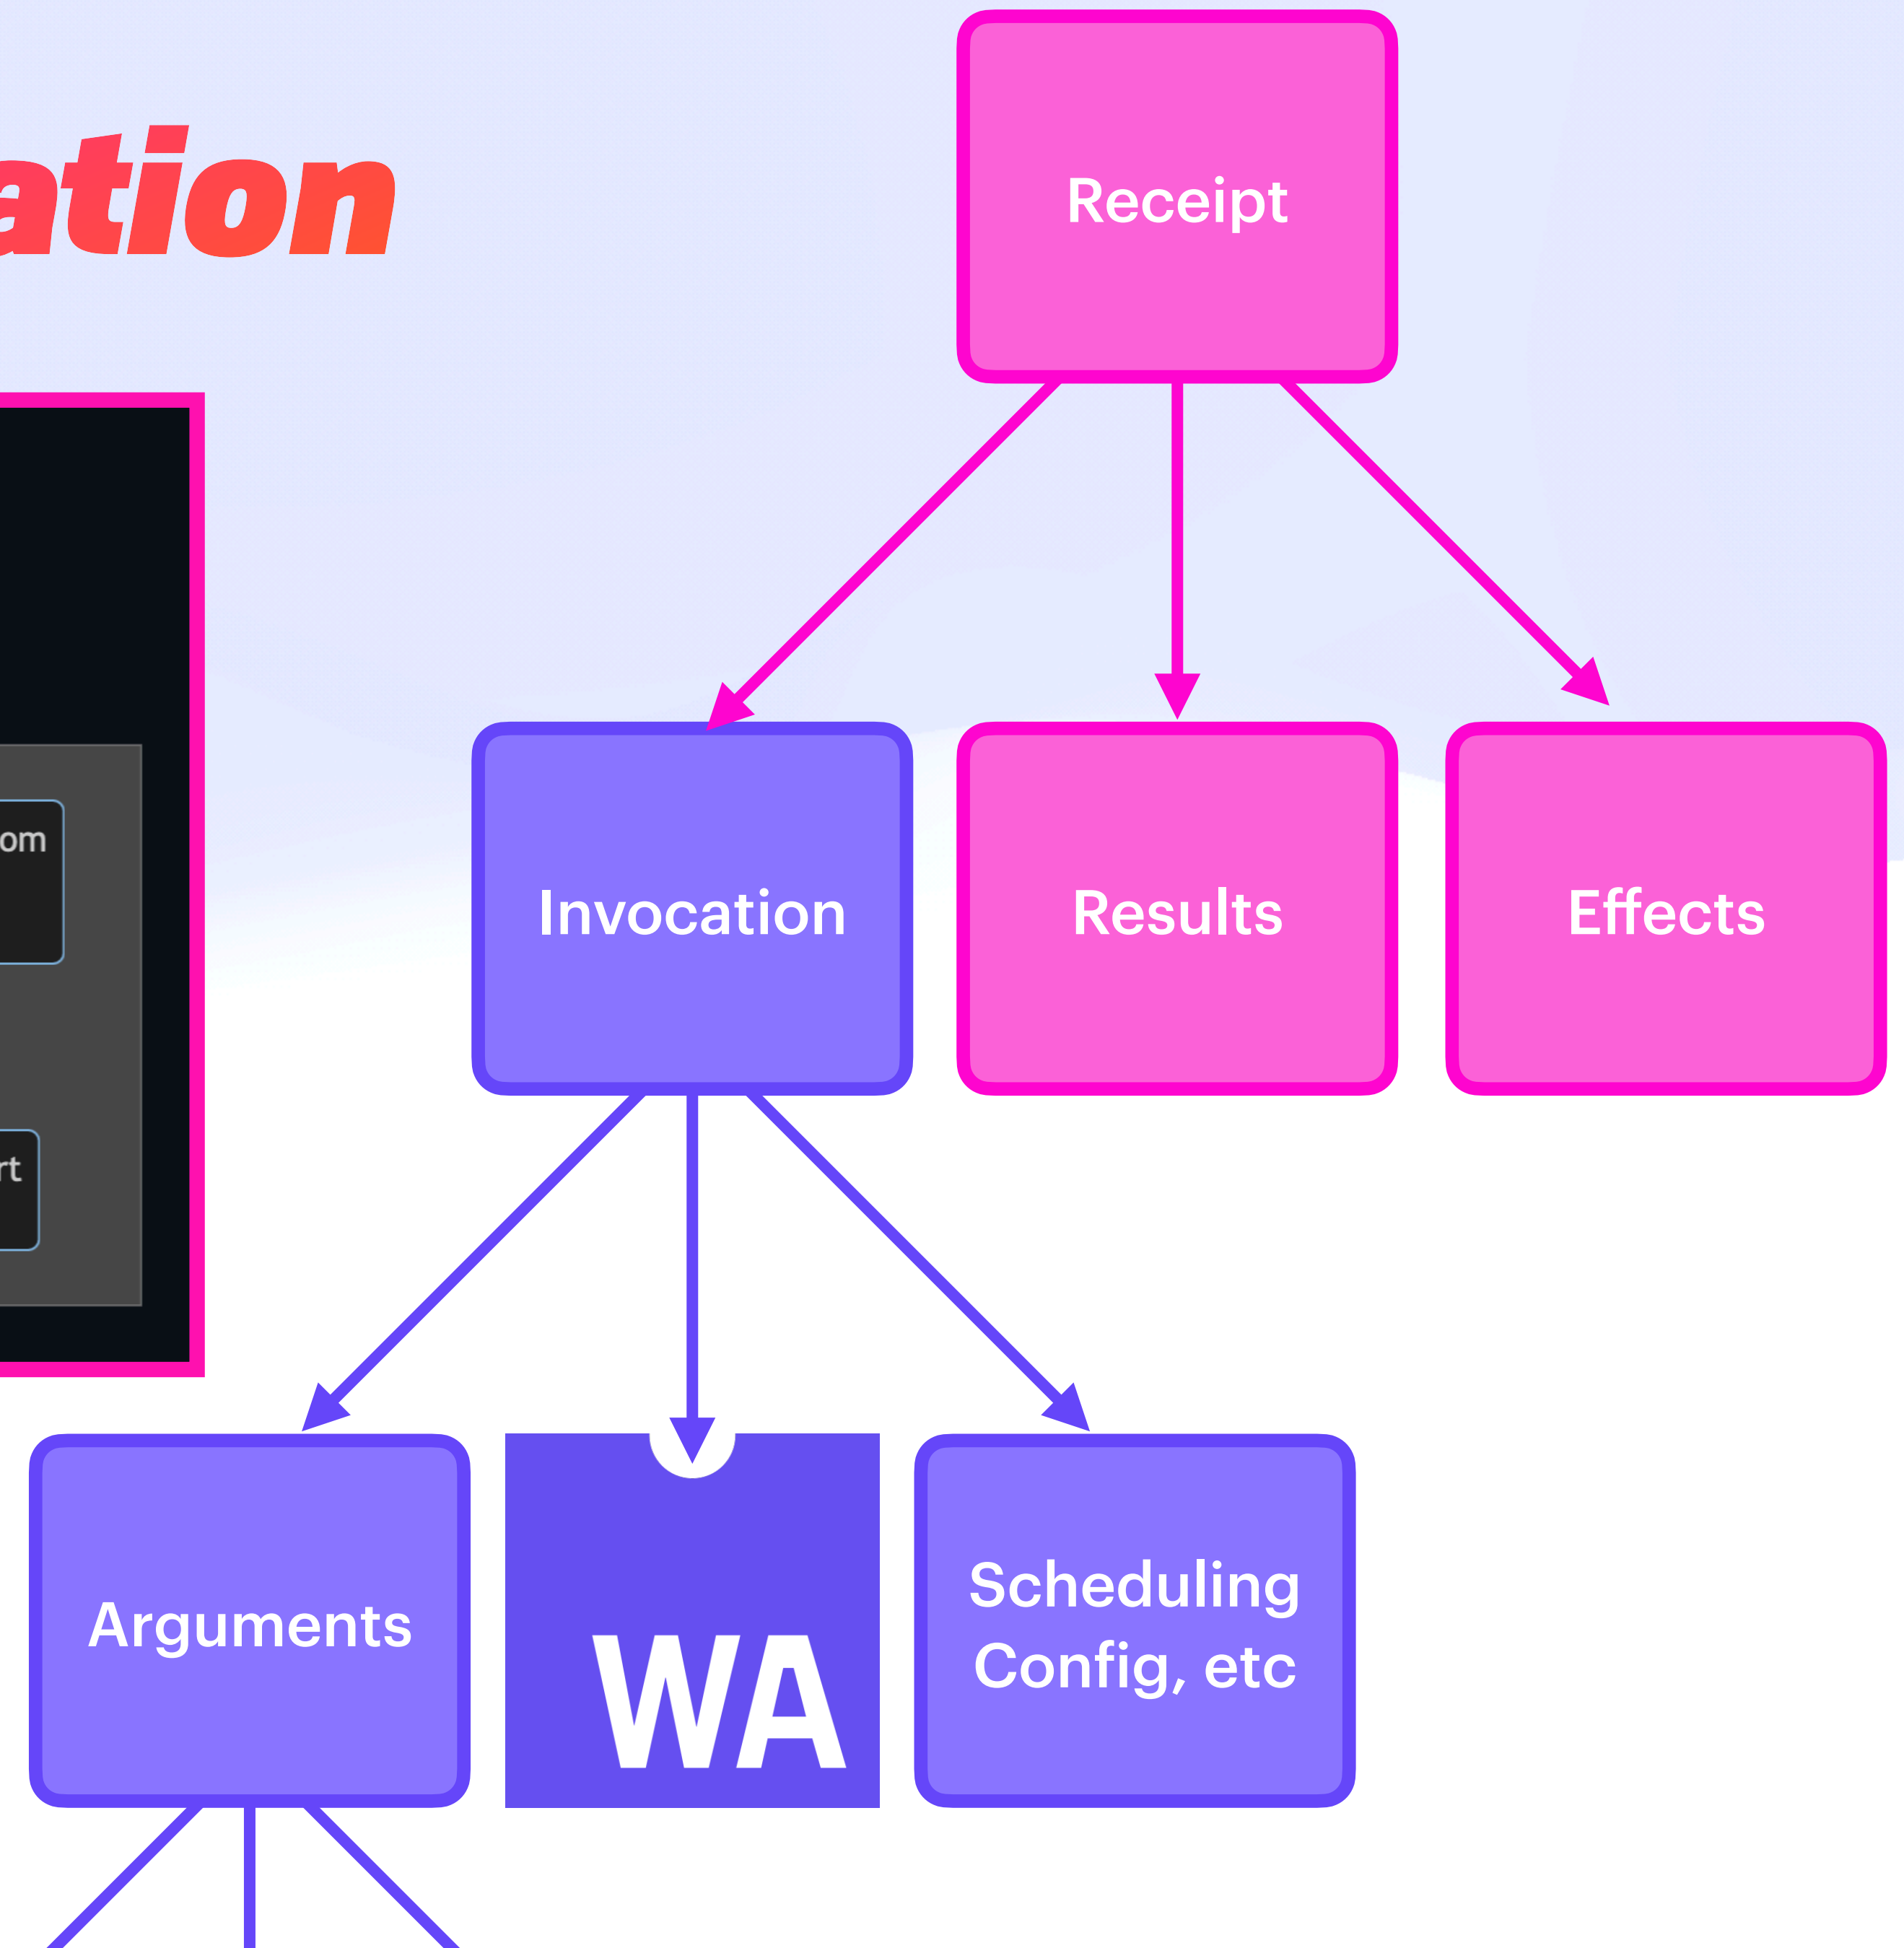 ation
Receipt
om
Invocation
Results
Effects
rt
Arguments
WA
Scheduling
Config, etc